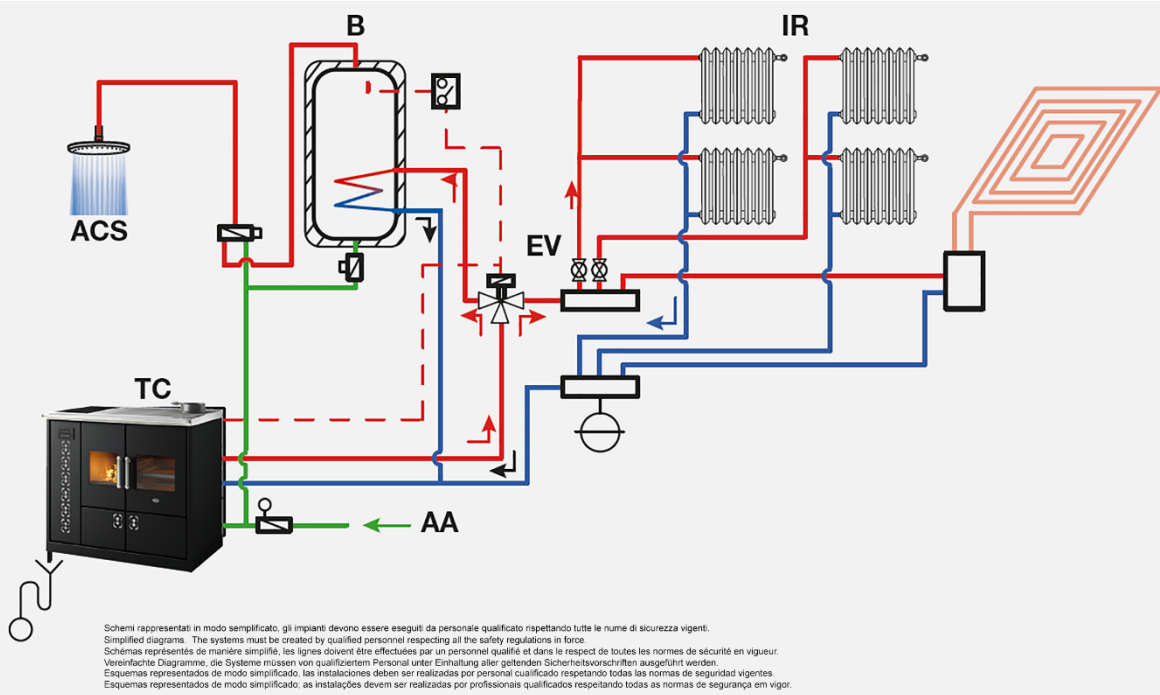 B
IR
ACS
EV
TC
AA
Schemi rappresentati in modo semplificato, gli impianti devono essere eseguiti da personale qualificato rispettando tutte le nume di sicurezza vigenti.
Simplified diagrams. The systems must be created by qualified personnel respecting all the safety regulations in force.
Schémas représentés de manière simplifié, les lignes doivent être effectuées par un personnel qualifié et dans le respect de toutes les normes de sécurité en vigueur.
Vereinfachte Diagramme, die Systeme müssen von qualifiziertem Personal unter Einhaltung aller geltenden Sicherheitsvorschriften ausgeführt werden.
Esquemas representados de modo simplificado, las instalaciones deben ser realizadas por personal cualificado respetando todas las normas de seguridad vigentes.
Esquemas representados de modo simplificado; as instalações devem ser realizadas por profissionais qualificados respeitando todas as normas de segurança em vigor.